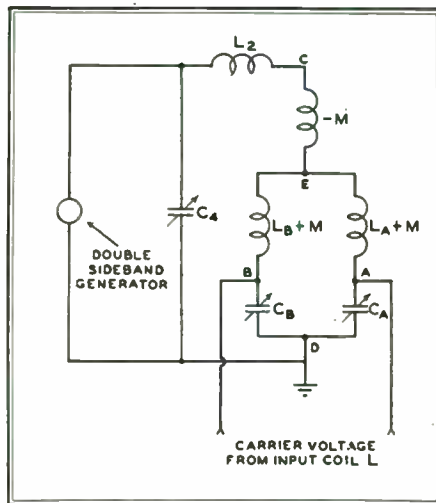 L2
C
-M
E
C4
LB+M
LA+M
DOUBLE
SIDEBAND
GENERATOR
B
A
CB
CA
D
CARRIER VOLTAGE
FROM INPUT COIL L